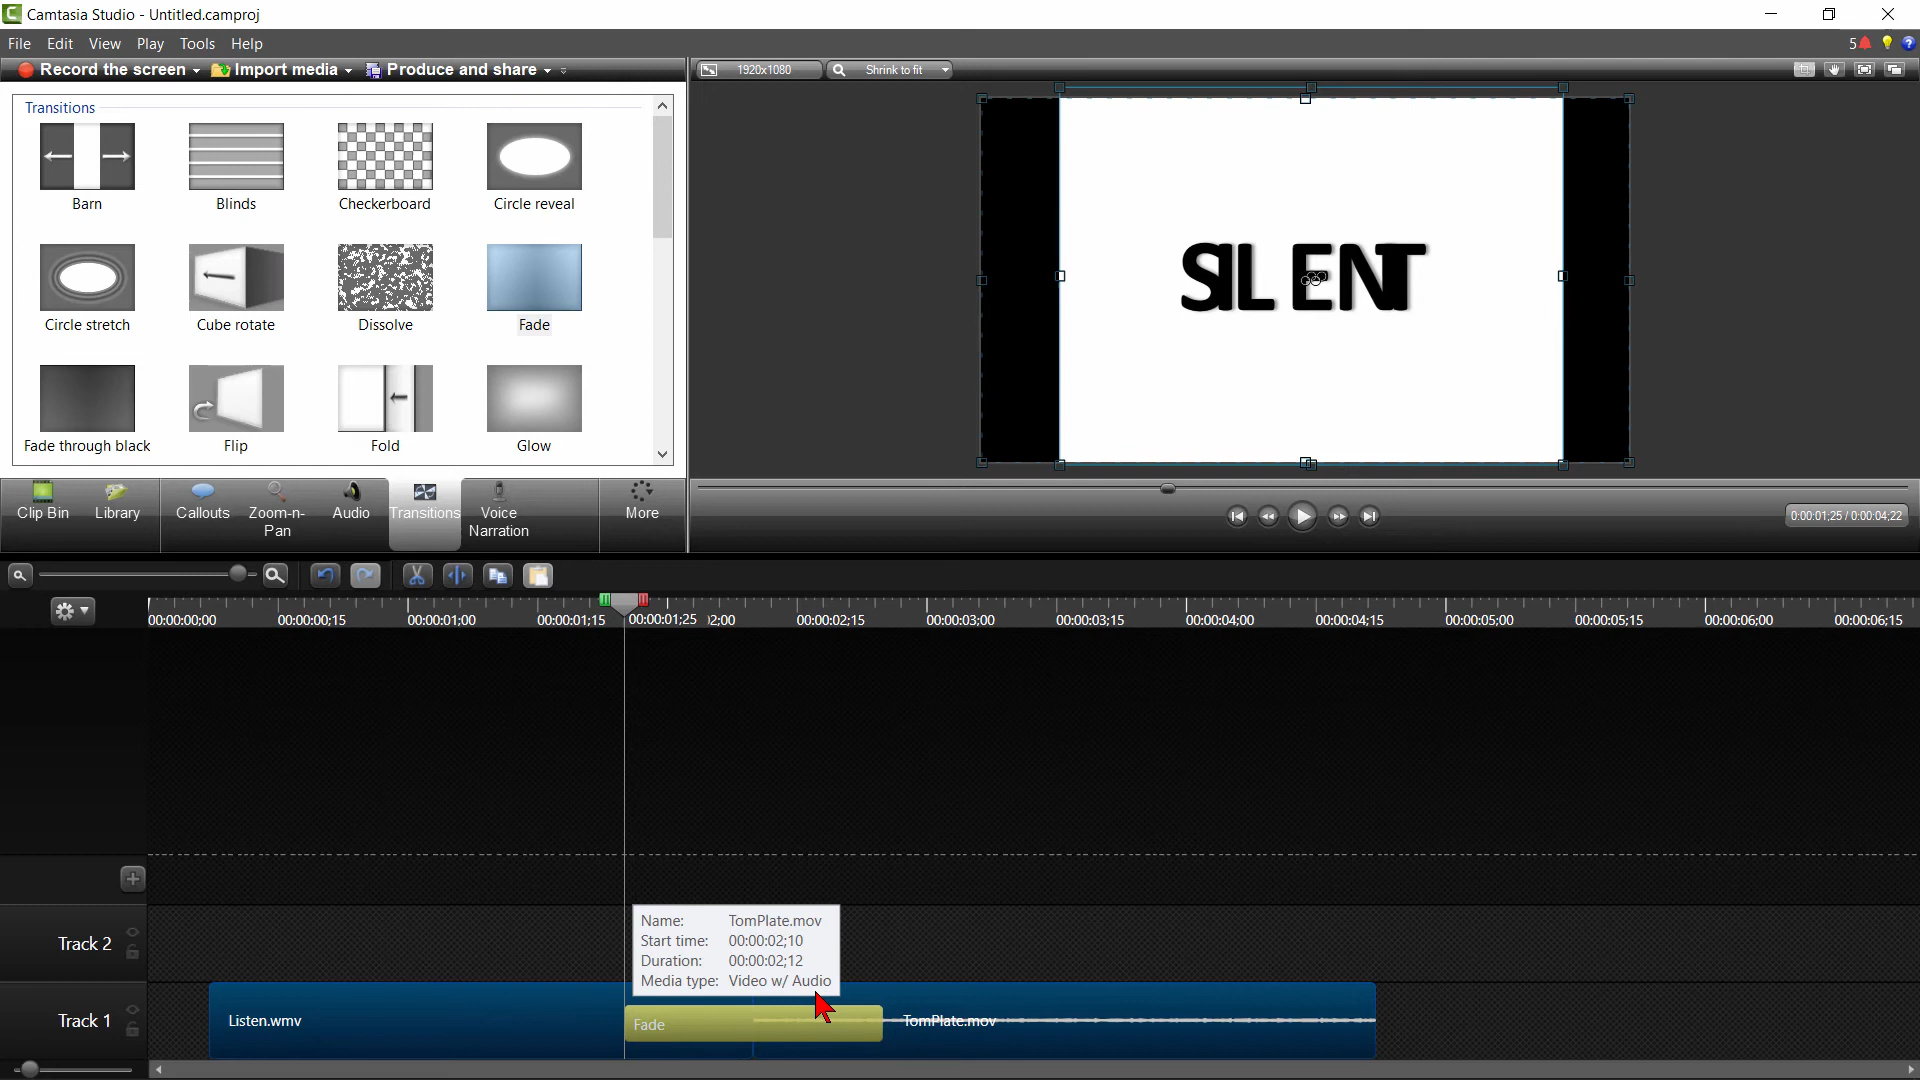 Camtasia Studio - Untitled.camproj
File Edit View Play Tools Help
5
Record the screen Import media Produce and share
1920x1080 Shrink to fit
Transitions
Barn Blinds Checkerboard Circle reveal
Circle stretch Cube rotate Dissolve Fade
Fade through black Flip Fold Glow
SILENT
Clip Bin Library Callouts Zoom-n-Pan Audio Transitions Voice Narration More
0:00:01;25 / 0:00:04;22
00:00:00;00 00:00:00;15 00:00:01;00 00:00:01;15 00:00:01;25 2;00 00:00:02;15 00:00:03;00 00:00:03;15 00:00:04;00 00:00:04;15 00:00:05;00 00:00:05;15 00:00:06;00 00:00:06;15
Track 2
Name: TomPlate.mov
Start time: 00:00:02;10
Duration: 00:00:02;12
Media type: Video w/ Audio
Track 1
Listen.wmv Fade TomPlate.mov